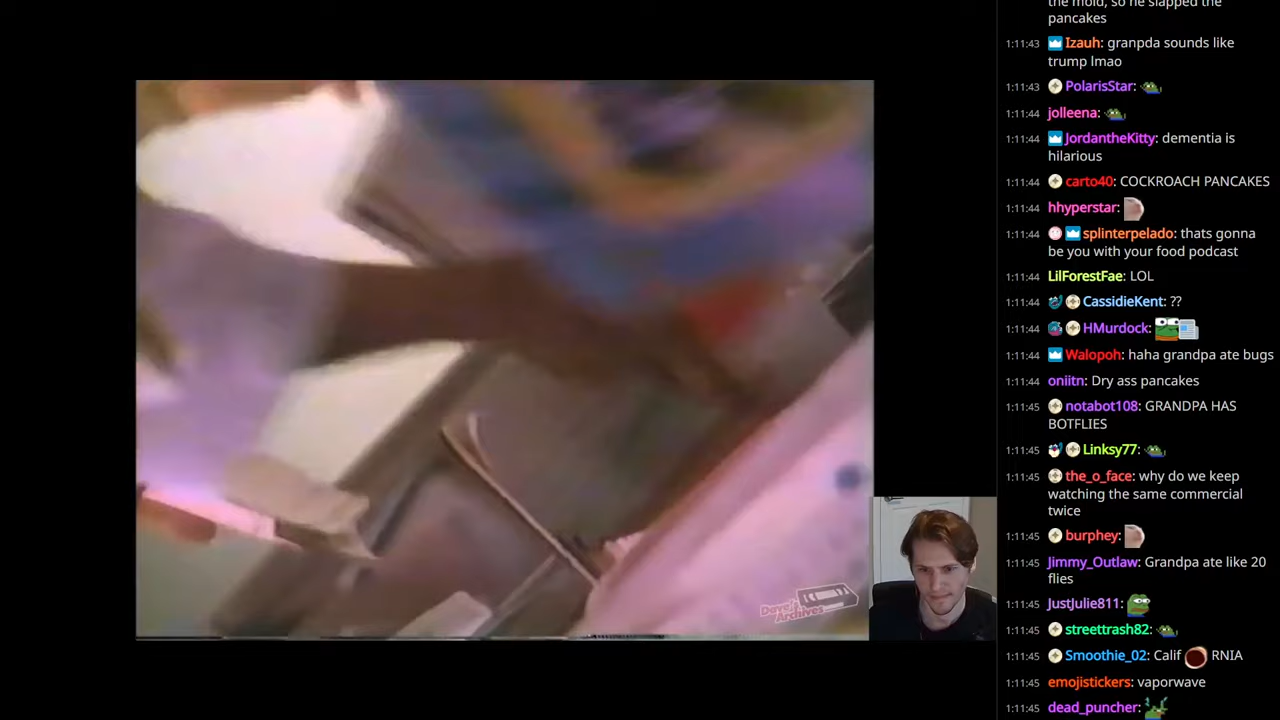 the mold, so he slapped the
pancakes
1:11:43 Izauh: granpda sounds like
trump lmao
1:11:43 PolarisStar:
1:11:44 jolleena:
1:11:44 JordantheKitty: dementia is
hilarious
1:11:44 carto40: COCKROACH PANCAKES
1:11:44 hhyperstar:
1:11:44 splinterpelado: thats gonna
be you with your food podcast
1:11:44 LilForestFae: LOL
1:11:44 CassidieKent: ??
1:11:44 HMurdock:
1:11:44 Walopoh: haha grandpa ate bugs
1:11:44 oniitn: Dry ass pancakes
1:11:45 notabot108: GRANDPA HAS
BOTFLIES
1:11:45 Linksy77:
1:11:45 the_o_face: why do we keep
watching the same commercial
twice
1:11:45 burphey:
1:11:45 Jimmy_Outlaw: Grandpa ate like 20
flies
1:11:45 JustJulie811:
1:11:45 streettrash82:
1:11:45 Smoothie_02: Calif RNIA
1:11:45 emojistickers: vaporwave
1:11:45 dead_puncher:
Dave's
Archives